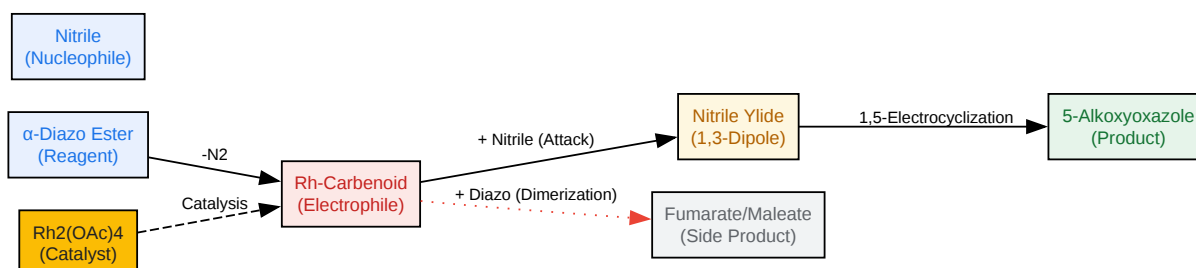 Nitrile
(Nucleophile)
α-Diazo Ester
(Reagent)
-N2
Rh2(OAc)4
(Catalyst)
Catalysis
Rh-Carbenoid
(Electrophile)
+ Nitrile (Attack)
+ Diazo (Dimerization)
Nitrile Ylide
(1,3-Dipole)
Fumarate/Maleate
(Side Product)
1,5-Electrocyclization
5-Alkoxyoxazole
(Product)